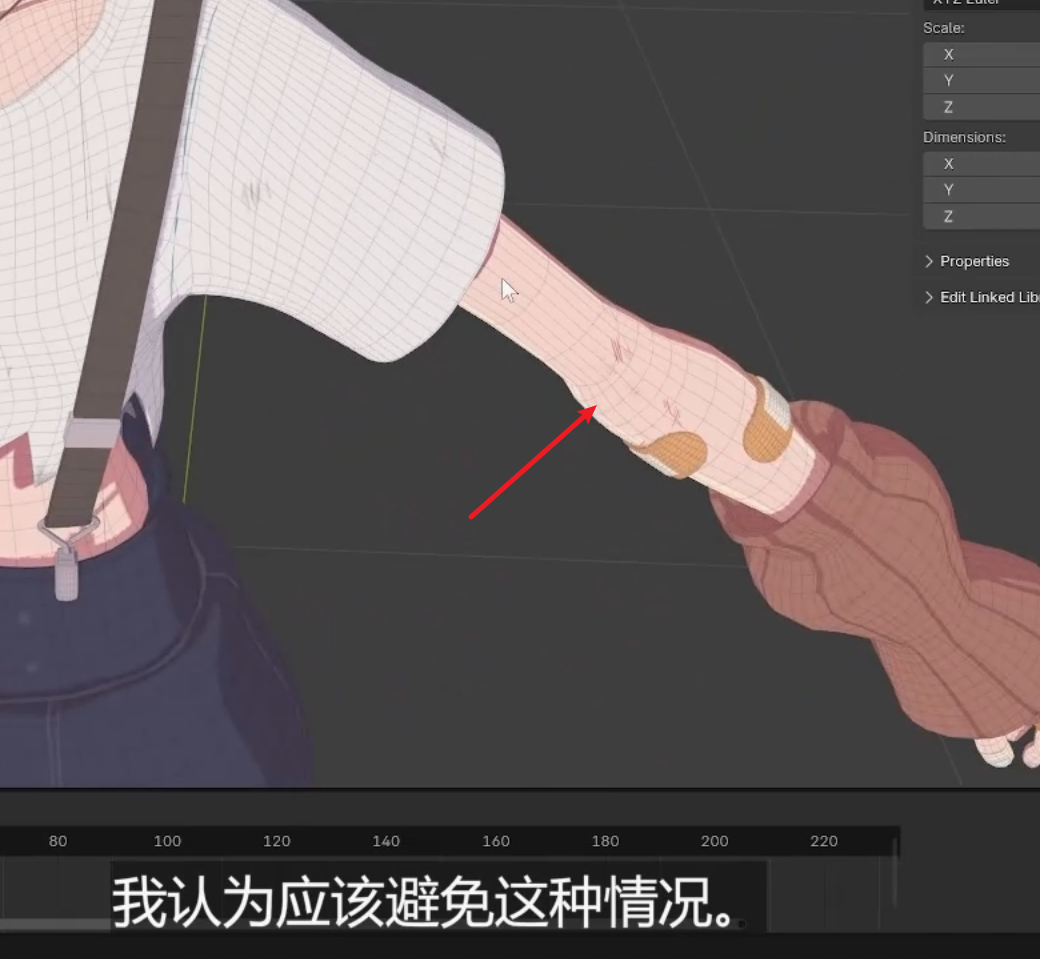 XYZ Euler
Scale:
X
Y
Z
Dimensions:
X
Y
Z
Properties
Edit Linked Lib
80 100 120 140 160 180 200 220
我认为应该避免这种情况。